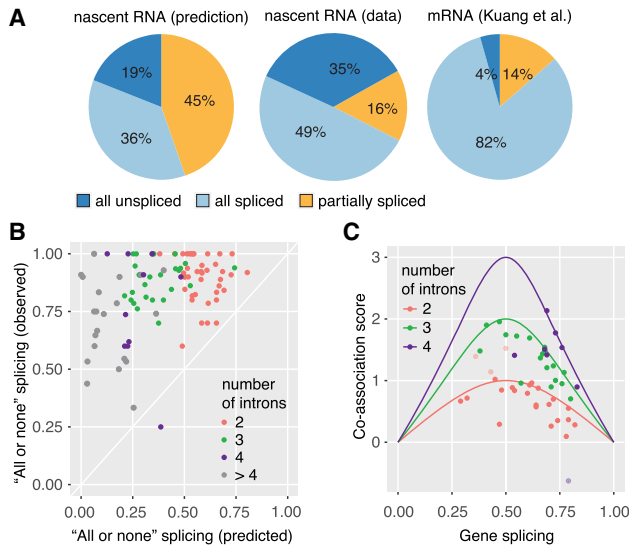 A
nascent RNA (prediction)
nascent RNA (data)
mRNA (Kuang et al.)
19%
45%
36%
35%
16%
49%
4%
14%
82%
all unspliced
all spliced
partially spliced
B
“All or none” splicing (observed)
1.00
0.75
0.50
0.25
0.00
number
of introns
2
3
4
> 4
0.00
0.25
0.50
0.75
1.00
“All or none” splicing (predicted)
C
Co-association score
3
2
1
0
number
of introns
2
3
4
0.00
0.25
0.50
0.75
1.00
Gene splicing